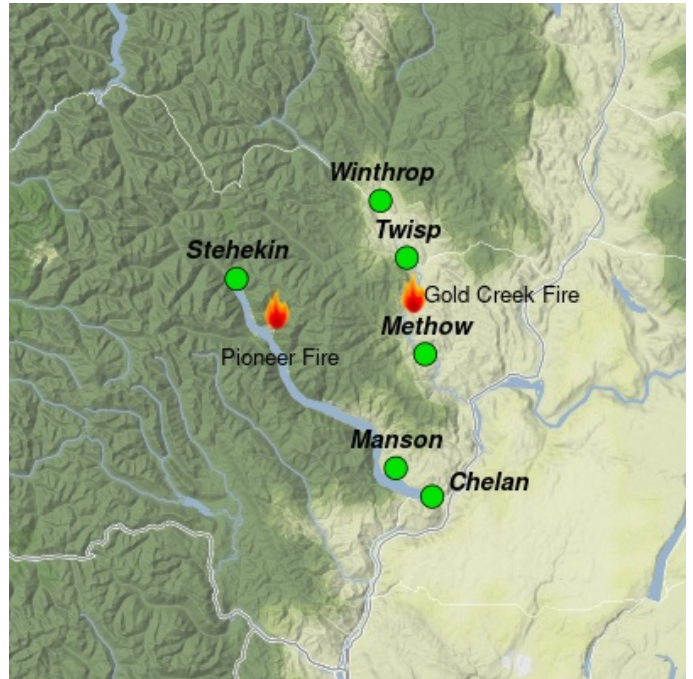 Winthrop
Twisp
Stehekin
Gold Creek Fire
Methow
Pioneer Fire
Manson
Chelan